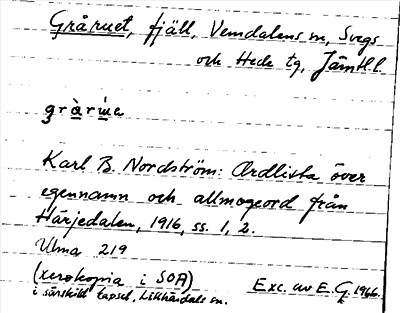 Gråruet, fjäll, Vemdalens sn, Svegs
och Hede tg, Jämtl. l.
gràrẁe
Karl B. Nordström: Ordlista över
egennamn och allmogeord från
Härjedalen, 1916, ss. 1, 2.
Ulma 219
(xerokopia i SOA)
i särskild kapsel, Lillhärdals sn.
Exc. av E. G. 1966.